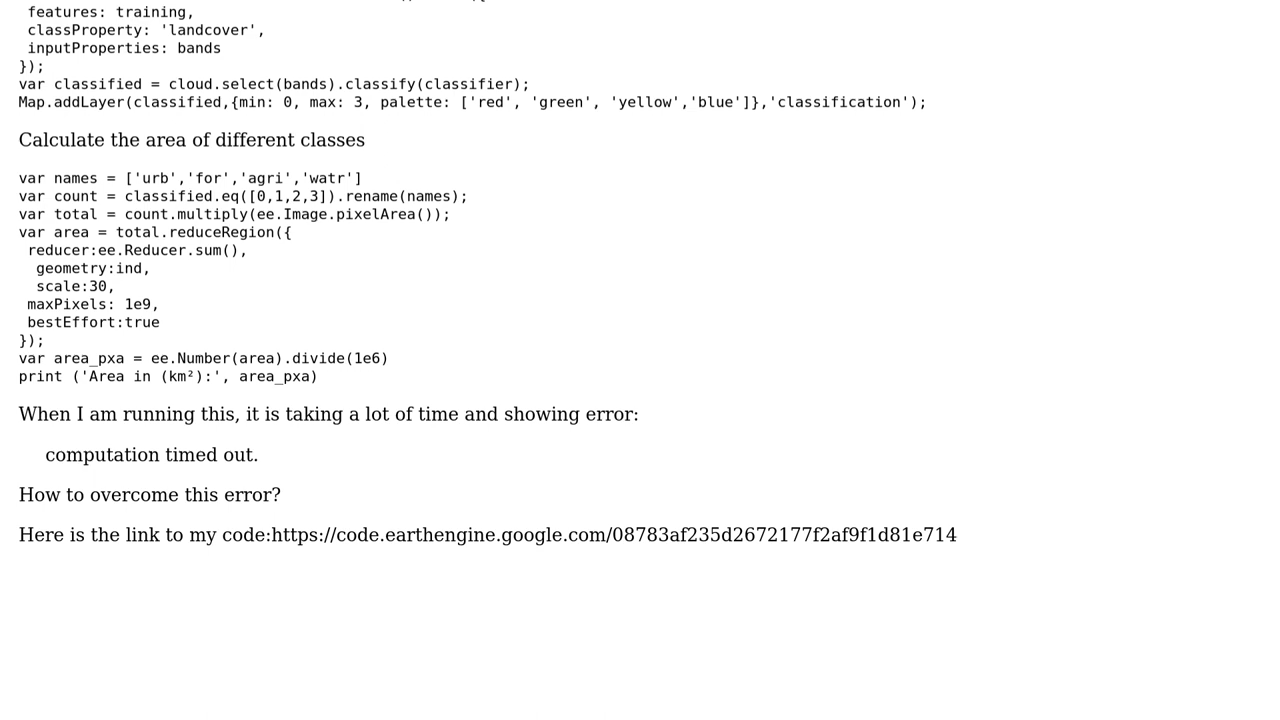 features: training,
classProperty: 'landcover',
inputProperties: bands
});
var classified = cloud.select(bands).classify(classifier);
Map.addLayer(classified,{min: 0, max: 3, palette: ['red', 'green', 'yellow','blue']},'classification');
Calculate the area of different classes
var names = ['urb','for','agri','watr']
var count = classified.eq([0,1,2,3]).rename(names);
var total = count.multiply(ee.Image.pixelArea());
var area = total.reduceRegion({
reducer:ee.Reducer.sum(),
geometry:ind,
scale:30,
maxPixels: 1e9,
bestEffort:true
});
var area_pxa = ee.Number(area).divide(1e6)
print ('Area in (km²):', area_pxa)
When I am running this, it is taking a lot of time and showing error:
computation timed out.
How to overcome this error?
Here is the link to my code:https://code.earthengine.google.com/08783af235d2672177f2af9f1d81e714